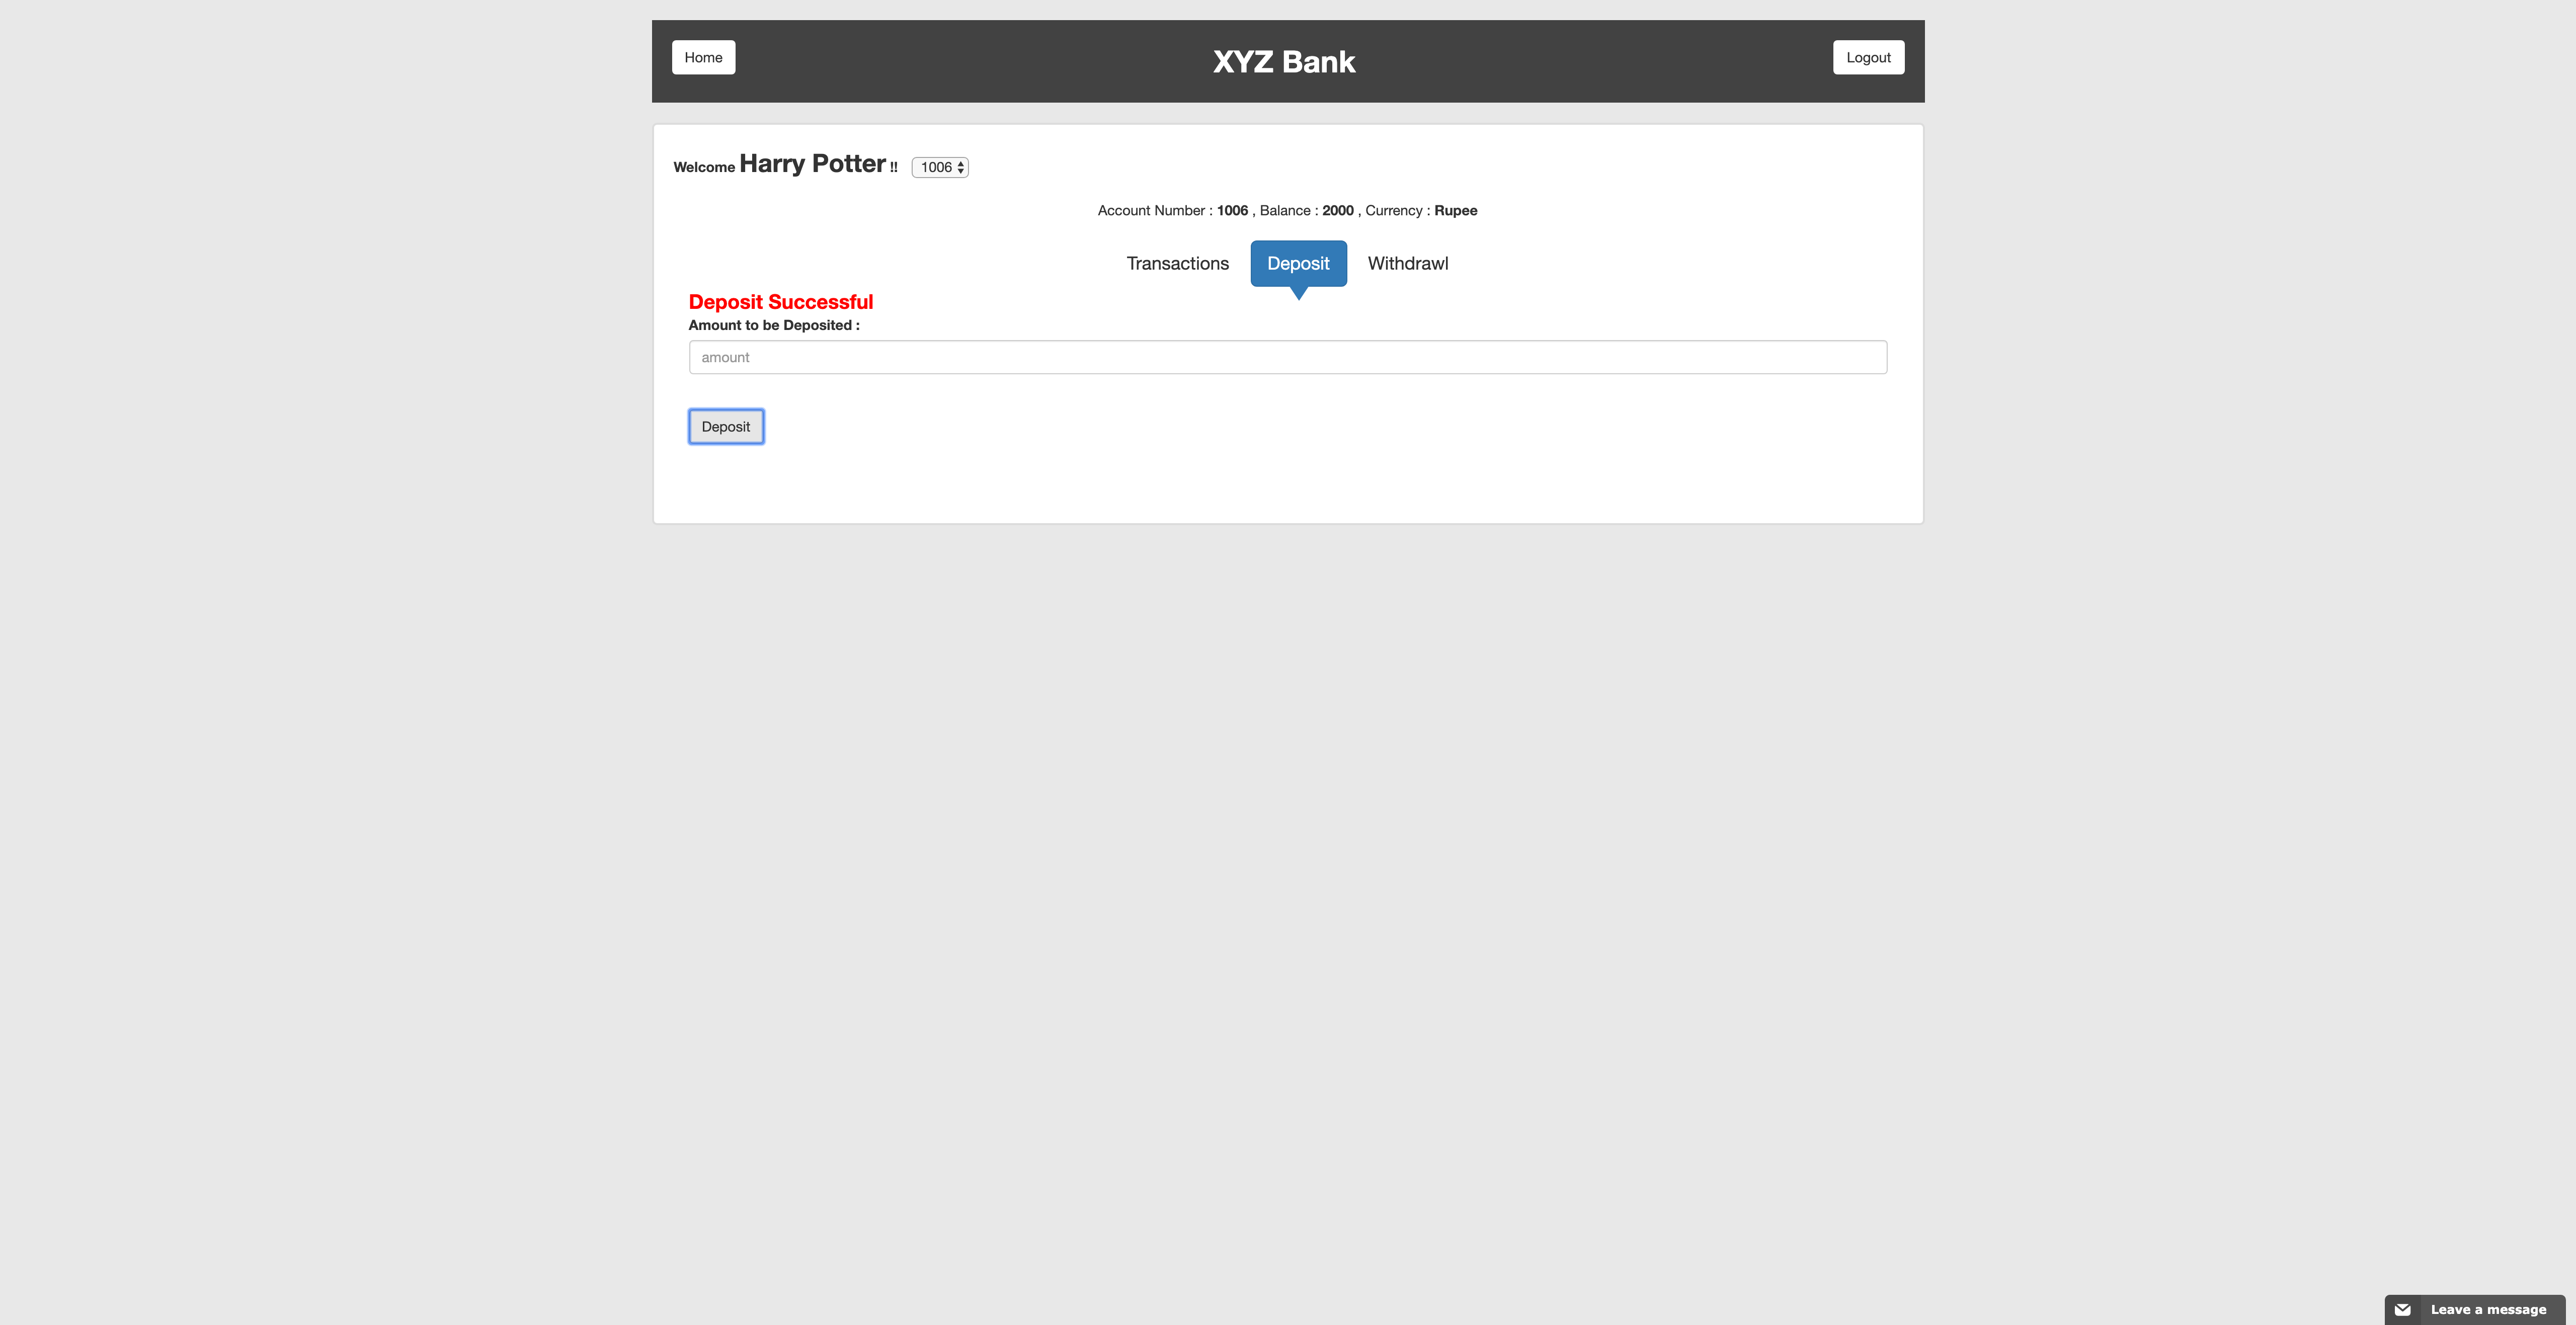 Home
XYZ Bank
Logout
Welcome Harry Potter !! 1006
Account Number : 1006 , Balance : 2000 , Currency : Rupee
Transactions
Deposit
Withdrawl
Deposit Successful
Amount to be Deposited :
amount
Deposit
Leave a message